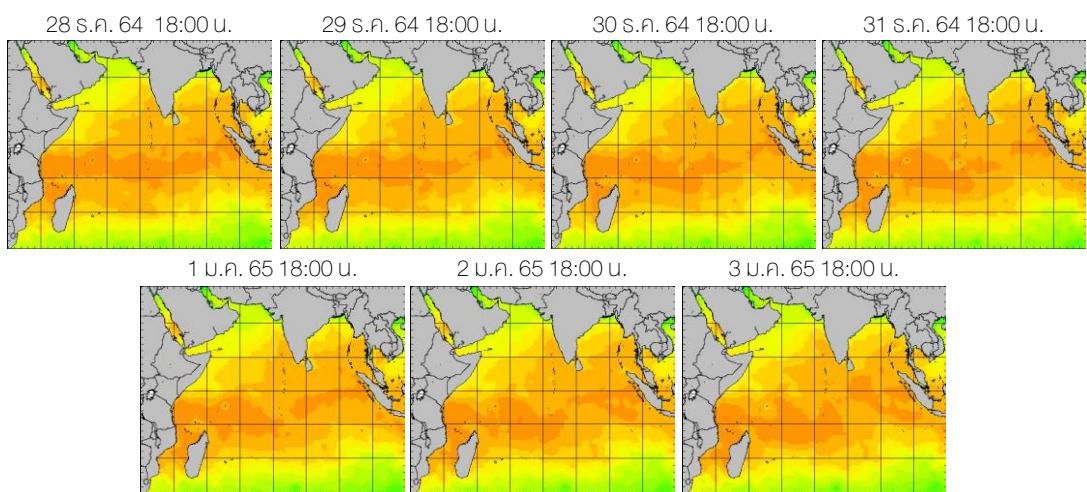 28 ธ.ค. 64 18:00 น.
29 ธ.ค. 64 18:00 น.
30 ธ.ค. 64 18:00 น.
31 ธ.ค. 64 18:00 น.
1 ม.ค. 65 18:00 น.
2 ม.ค. 65 18:00 น.
3 ม.ค. 65 18:00 น.